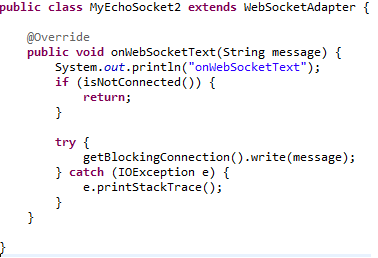 public class MyEchoSocket2 extends WebSocketAdapter {
@Override
public void onWebSocketText(String message) {
System.out.println("onWebSocketText");
if (isNotConnected()) {
return;
}
try {
getBlockingConnection().write(message);
} catch (IOException e) {
e.printStackTrace();
}
}
}